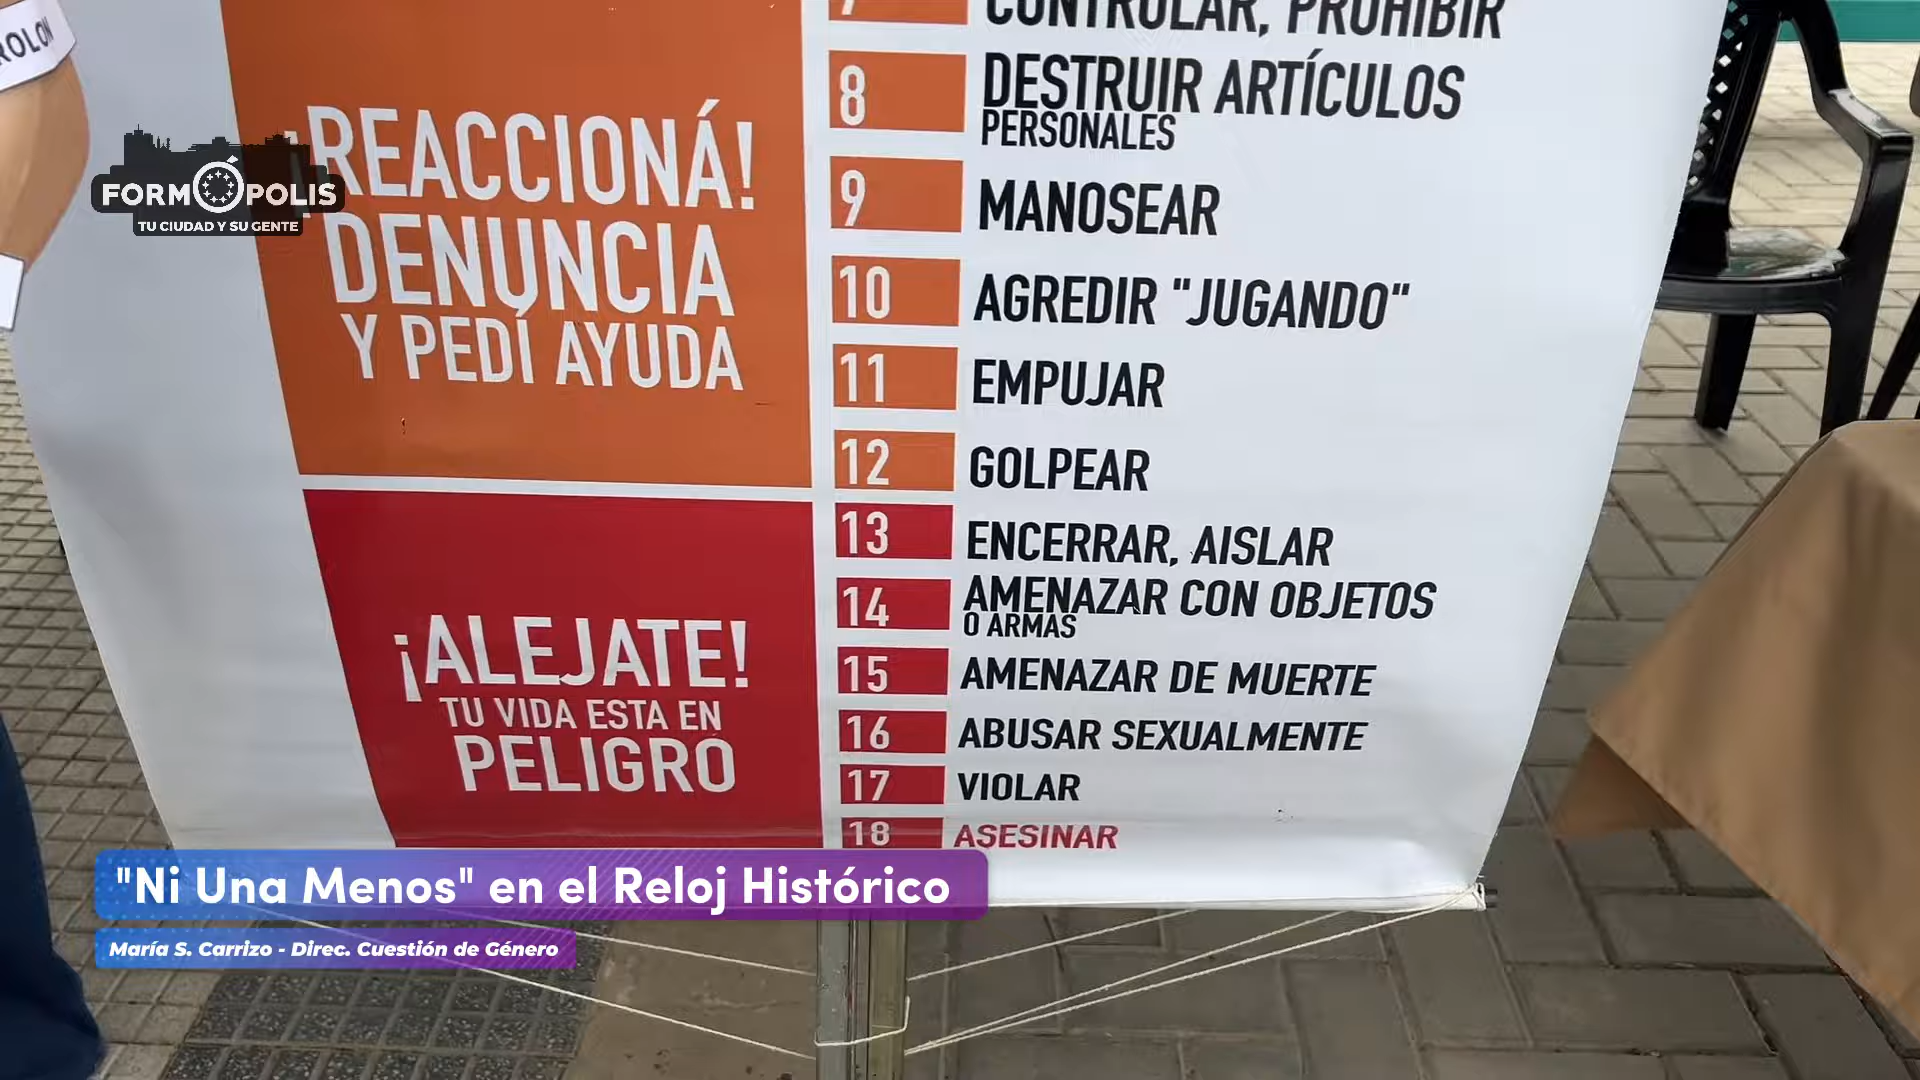 ROLON
7 CONTROLAR, PROHIBIR
8 DESTRUIR ARTÍCULOS
PERSONALES
9 MANOSEAR
10 AGREDIR "JUGANDO"
11 EMPUJAR
12 GOLPEAR
¡REACCIONÁ!
DENUNCIA
Y PEDÍ AYUDA
13 ENCERRAR, AISLAR
14 AMENAZAR CON OBJETOS
O ARMAS
15 AMENAZAR DE MUERTE
16 ABUSAR SEXUALMENTE
17 VIOLAR
18 ASESINAR
¡ALEJATE!
TU VIDA ESTA EN
PELIGRO
FORMÓPOLIS
TU CIUDAD Y SU GENTE
"Ni Una Menos" en el Reloj Histórico
María S. Carrizo - Direc. Cuestión de Género